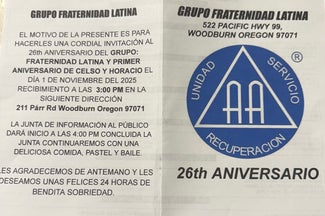 GRUPO FRATERNIDAD LATINA
EL MOTIVO DE LA PRESENTE ES PARA
HACERLES UNA CORDIAL INVITACIÓN AL
26th ANIVERSARIO DEL GRUPO:
FRATERNIDAD LATINA Y PRIMER
ANIVERSARIO DE CELSO Y HORACIO EL
DIA 1 DE NOVIEMBRE DEL 2025
RECIBIMIENTO A LAS 3:00 PM EN LA
SIGUIENTE DIRECCIÓN
211 Párr Rd Woodburn Oregon 97071
LA JUNTA DE INFORMACIÓN AL PÚBLICO
DARÁ INICIO A LAS 4:00 PM CONCLUIDA LA
JUNTA CONTINUAREMOS CON UNA
DELICIOSA COMIDA, PASTEL Y BAILE.
LES AGRADECEMOS DE ANTEMANO Y LES
DESEAMOS UNAS FELICES 24 HORAS DE
BENDITA SOBRIEDAD.
GRUPO FRATERNIDAD LATINA
522 PACIFIC HWY 99,
WOODBURN OREGON 97071
UNIDAD
SERVICIO
AA
RECUPERACION
®
26th ANIVERSARIO